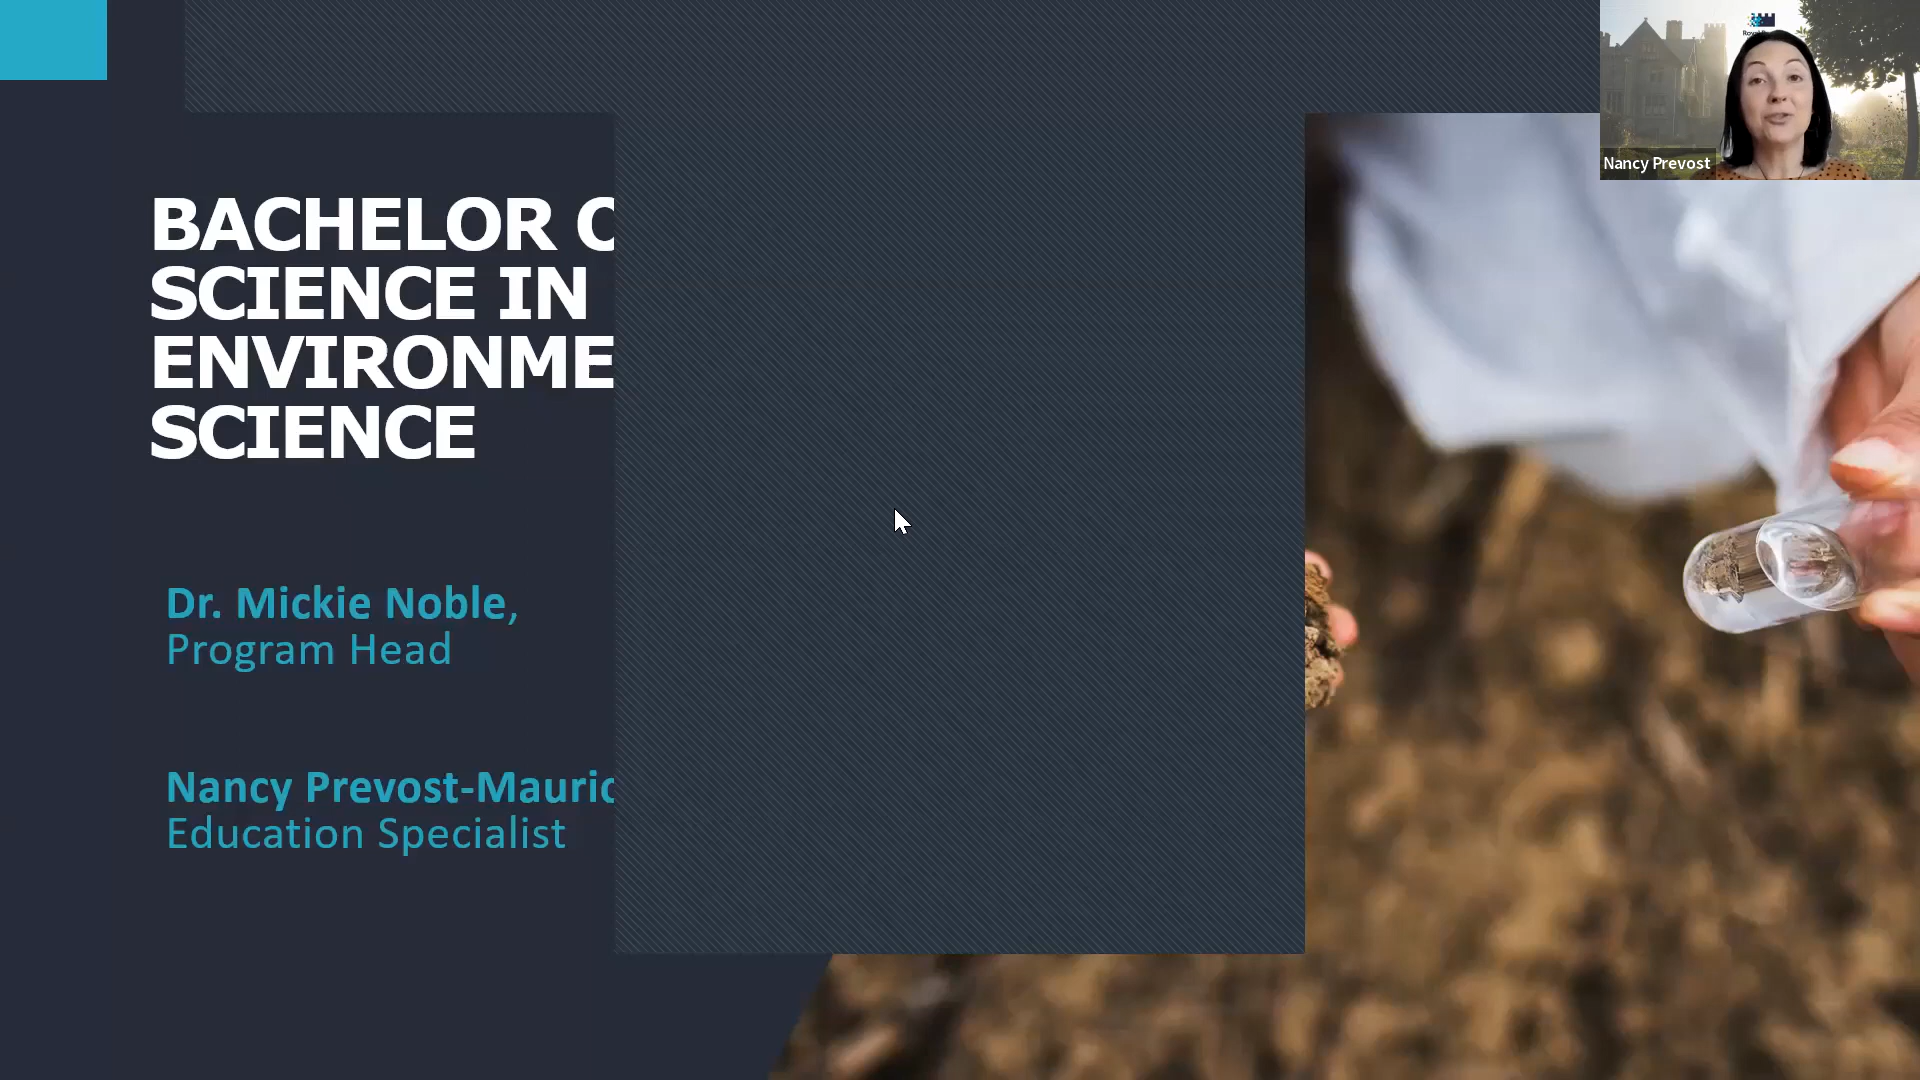 BACHELOR O
SCIENCE IN
ENVIRONME
SCIENCE
Dr. Mickie Noble,
Program Head
Nancy Prevost-Mauric
Education Specialist
Nancy Prevost